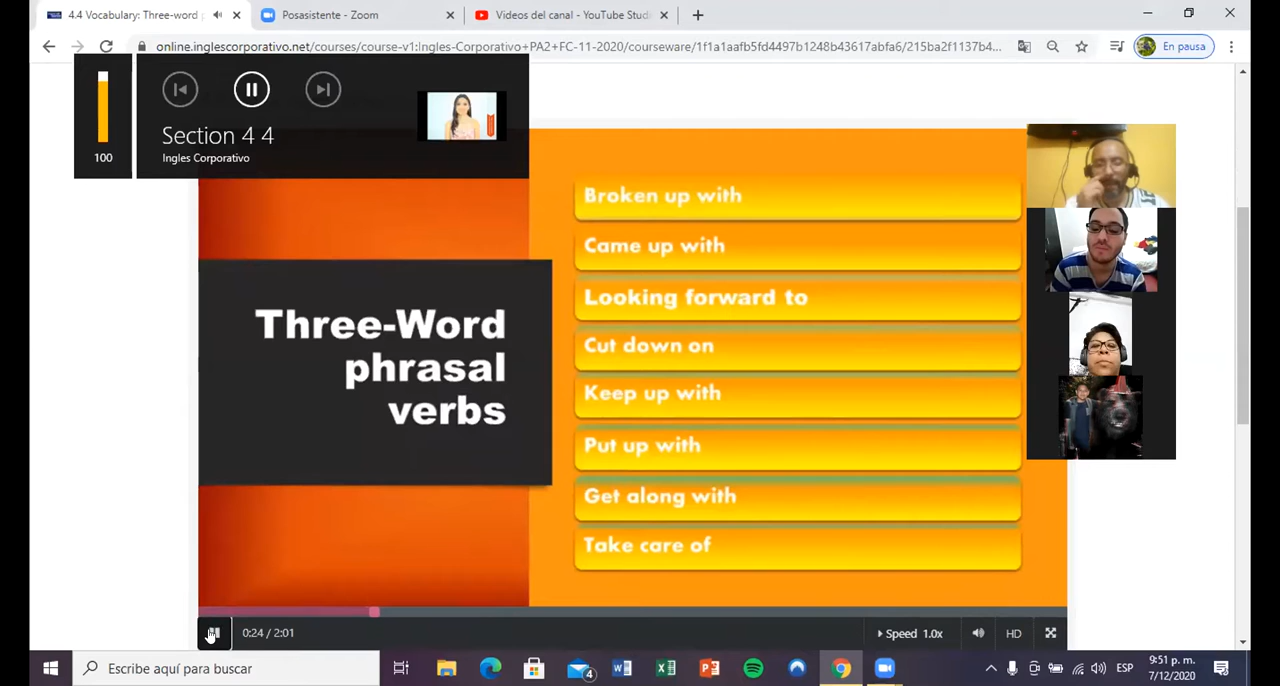 4.4 Vocabulary: Three-word p
Posasistente - Zoom
Videos del canal - YouTube Stud
online.inglescorporativo.net/courses/course-v1:Ingles-Corporativo+PA2+FC-11-2020/courseware/1f1a1aafb5fd4497b1248b43617abfa6/215ba2f1137b4...
En pausa
100
Section 4 4
Ingles Corporativo
Three-Word
phrasal
verbs
Broken up with
Came up with
Looking forward to
Cut down on
Keep up with
Put up with
Get along with
Take care of
0:24 / 2:01
Speed 1.0x
HD
Escribe aquí para buscar
4
ESP
9:51 p. m.
7/12/2020